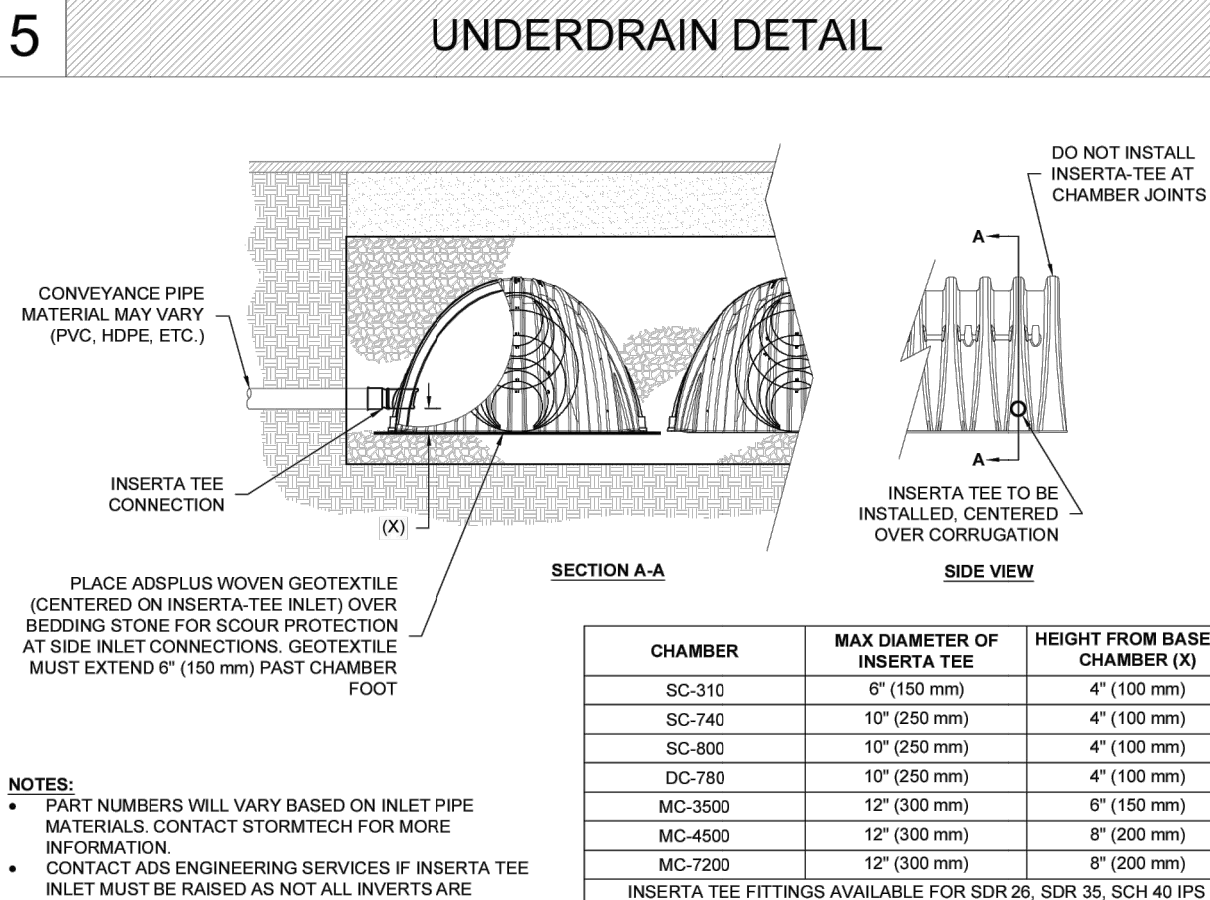 5
UNDERDRAIN DETAIL
DO NOT INSTALL
INSERTA-TEE AT
CHAMBER JOINTS
A
CONVEYANCE PIPE
MATERIAL MAY VARY
(PVC, HDPE, ETC.)
INSERTA TEE
CONNECTION
(X)
A
INSERTA TEE TO BE
INSTALLED, CENTERED
OVER CORRUGATION
SECTION A-A
SIDE VIEW
PLACE ADSPLUS WOVEN GEOTEXTILE
(CENTERED ON INSERTA-TEE INLET) OVER
BEDDING STONE FOR SCOUR PROTECTION
AT SIDE INLET CONNECTIONS. GEOTEXTILE
MUST EXTEND 6" (150 mm) PAST CHAMBER
FOOT
NOTES:
• PART NUMBERS WILL VARY BASED ON INLET PIPE
MATERIALS. CONTACT STORMTECH FOR MORE
INFORMATION.
• CONTACT ADS ENGINEERING SERVICES IF INSERTA TEE
INLET MUST BE RAISED AS NOT ALL INVERTS ARE
CHAMBER MAX DIAMETER OF INSERTA TEE HEIGHT FROM BASE CHAMBER (X)
SC-310 6" (150 mm) 4" (100 mm)
SC-740 10" (250 mm) 4" (100 mm)
SC-800 10" (250 mm) 4" (100 mm)
DC-780 10" (250 mm) 4" (100 mm)
MC-3500 12" (300 mm) 6" (150 mm)
MC-4500 12" (300 mm) 8" (200 mm)
MC-7200 12" (300 mm) 8" (200 mm)
INSERTA TEE FITTINGS AVAILABLE FOR SDR 26, SDR 35, SCH 40 IPS